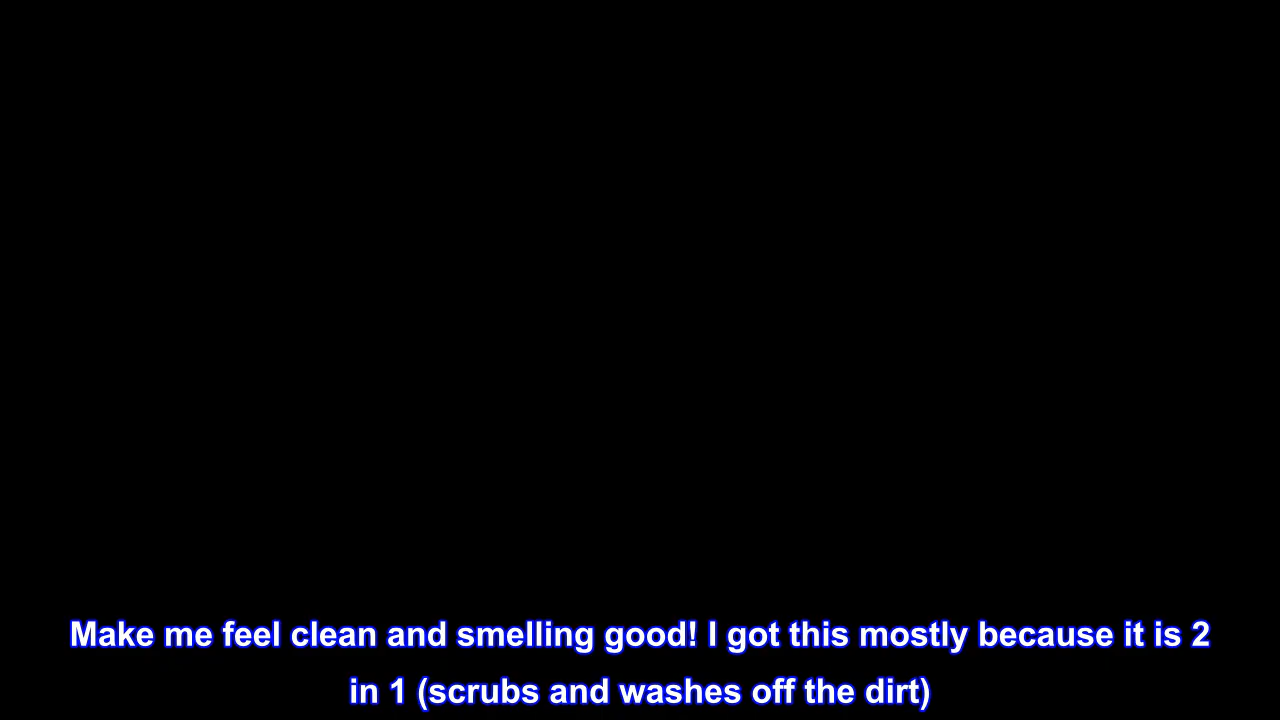 Make me feel clean and smelling good! I got this mostly because it is 2
in 1 (scrubs and washes off the dirt)